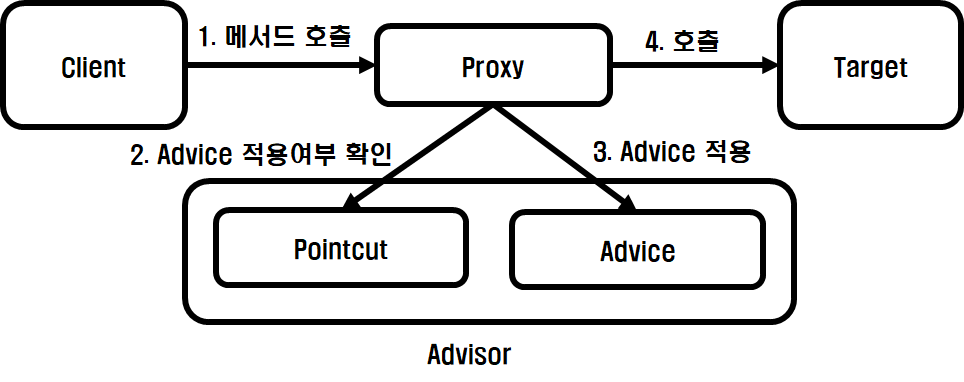 1. 메서드 호출
4. 호출
Client
Proxy
Target
2. Advice 적용여부 확인
3. Advice 적용
Pointcut
Advice
Advisor